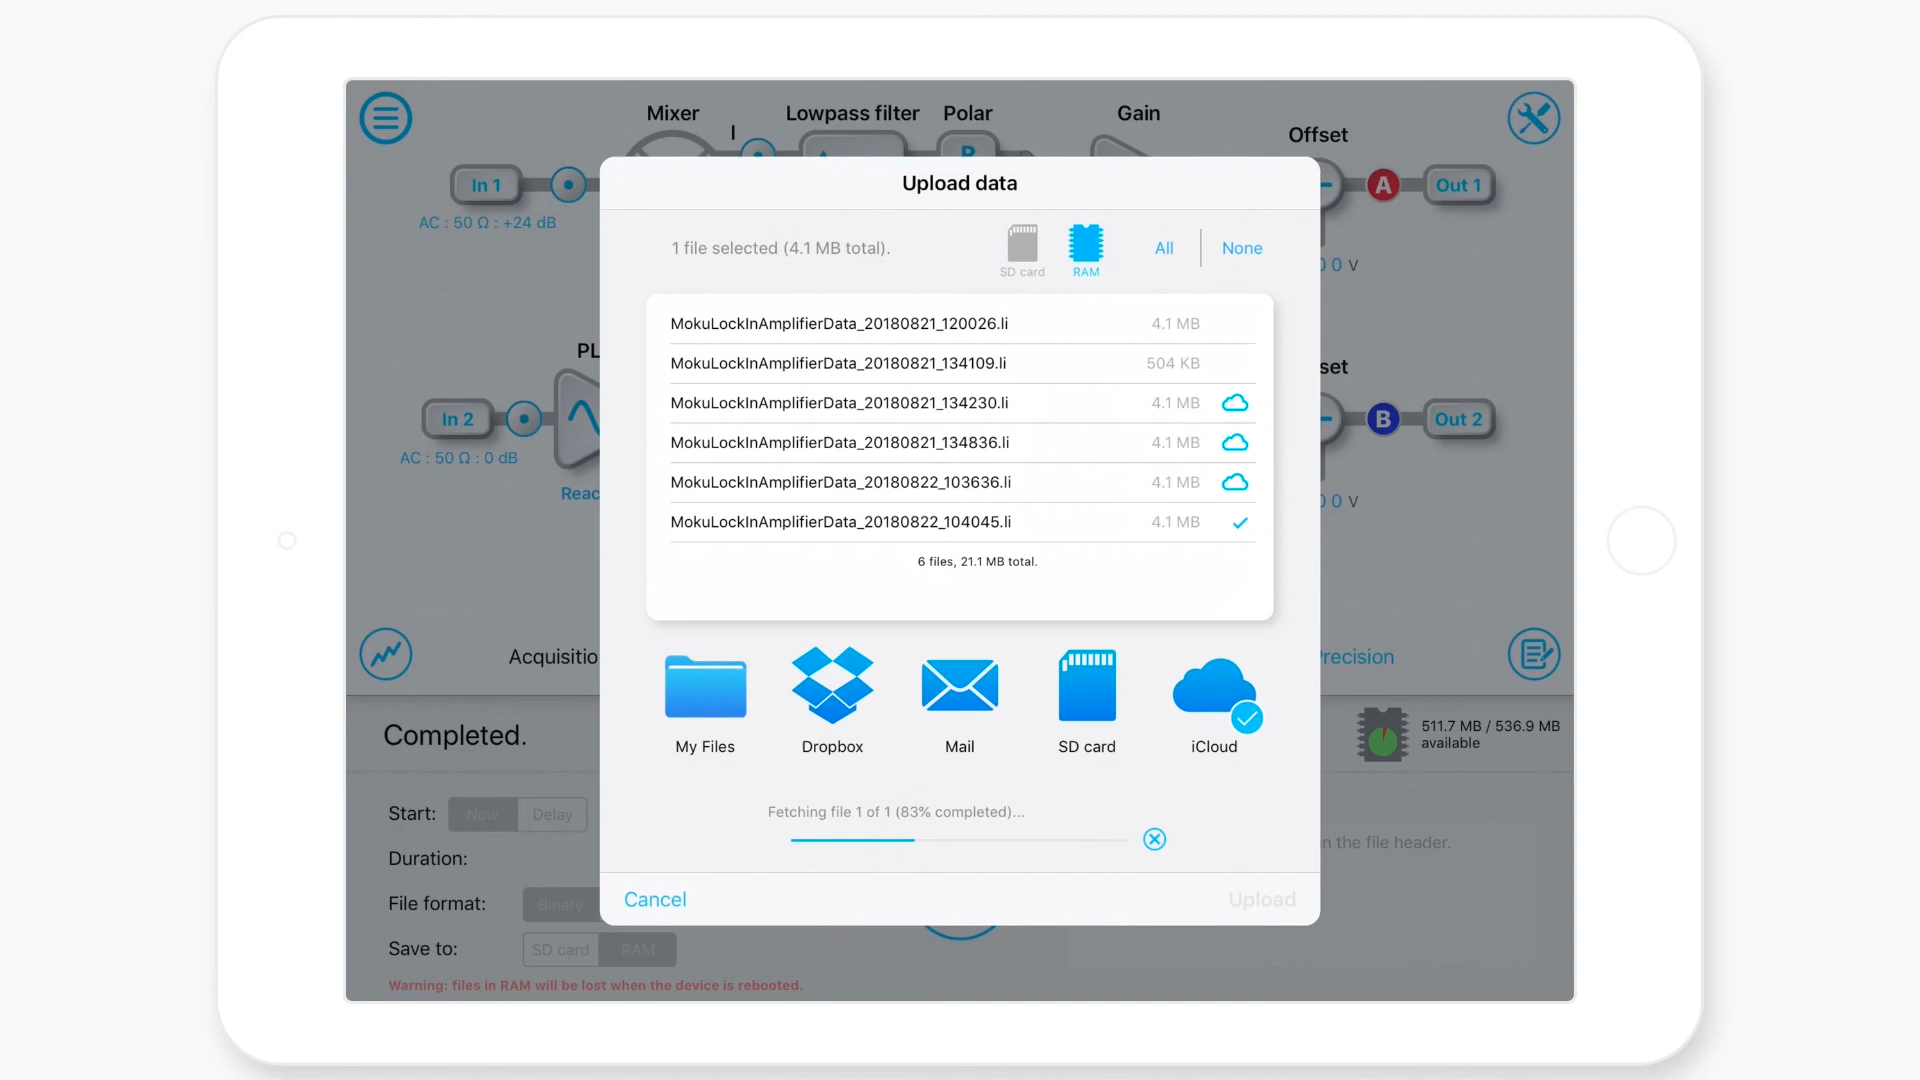 Mixer
I
Lowpass filter
Polar
Gain
Offset
In 1
A
Out 1
AC : 50 Ω : +24 dB
Upload data
1 file selected (4.1 MB total).
SD card
RAM
All
None
0 0 V
MokuLockInAmplifierData_20180821_120026.li 4.1 MB
MokuLockInAmplifierData_20180821_134109.li 504 KB
MokuLockInAmplifierData_20180821_134230.li 4.1 MB
MokuLockInAmplifierData_20180821_134836.li 4.1 MB
MokuLockInAmplifierData_20180822_103636.li 4.1 MB
MokuLockInAmplifierData_20180822_104045.li 4.1 MB
6 files, 21.1 MB total.
PL
set
In 2
B
Out 2
AC : 50 Ω : 0 dB
Reac
0 0 V
Acquisitio
Precision
My Files
Dropbox
Mail
SD card
iCloud
Completed.
511.7 MB / 536.9 MB
available
Fetching file 1 of 1 (83% completed)...
Start:
Now
Delay
Duration:
n the file header.
File format:
Binary
Cancel
Upload
Save to:
SD card
RAM
Warning: files in RAM will be lost when the device is rebooted.